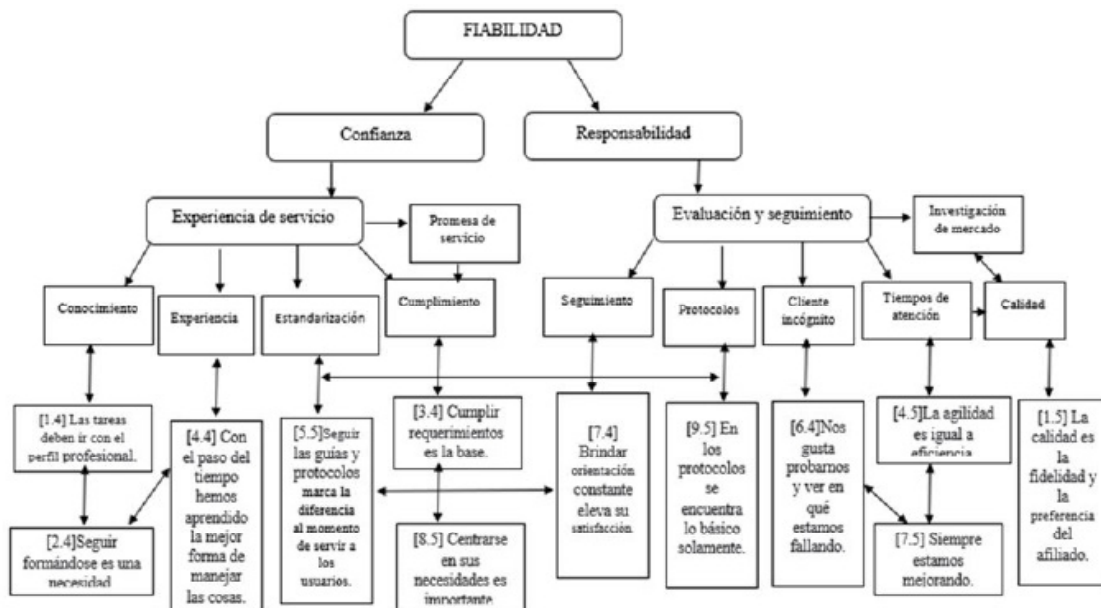 FIABILIDAD
Confianza
Responsabilidad
Experiencia de servicio
Promesa de
servicio
Evaluación y seguimiento
Investigación
de mercado
Conocimiento
Experiencia
Estandarización
Cumplimiento
Seguimiento
Protocolos
Cliente
incógnito
Tiempos de
atención
Calidad
[1.4] Las tareas
deben ir con el
perfil profesional.
[2.4]Seguir
formándose es una
necesidad
[4.4] Con
el paso del
tiempo
hemos
aprendido
la mejor
forma de
manejar
las cosas.
[5.5]Seguir
las guías y
protocolos
marca la
diferencia
al momento
de servir a
los
usuarios.
[3.4] Cumplir
requerimientos
es la base.
[8.5] Centrarse
en sus
necesidades es
importante
[7.4]
Brindar
orientación
constante
eleva su
satisfacción.
[9.5] En
los
protocolos
se
encuentra
lo básico
solamente.
[6.4]Nos
gusta
probarnos
y ver en
qué
estamos
fallando.
[4.5]La agilidad
es igual a
eficiencia
[7.5] Siempre
estamos
mejorando.
[1.5] La
calidad es
la
fidelidad y
la
preferencia
del
afiliado.